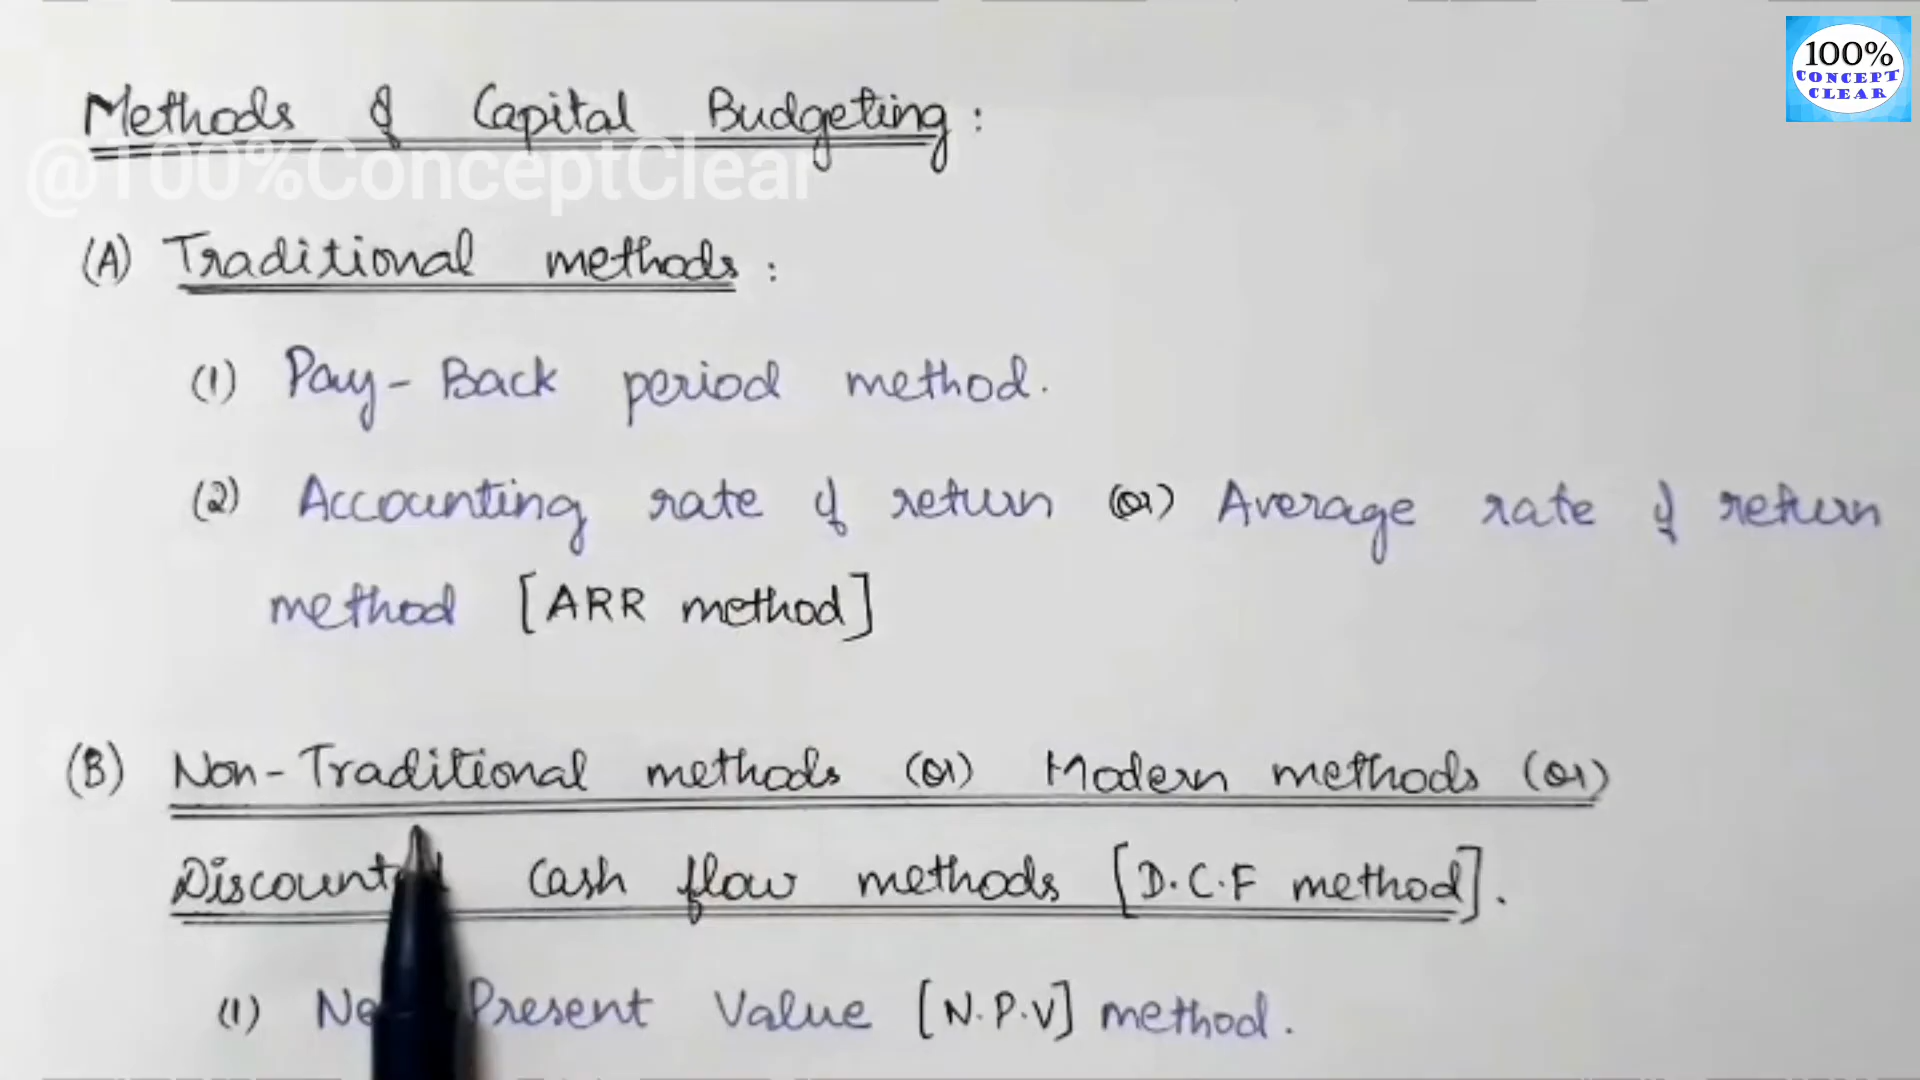 100%
CONCEPT
CLEAR
Methods of Capital Budgeting :
@100%ConceptClear
(A) Traditional methods :
(1) Pay-Back period method.
(2) Accounting rate of return (or) Average rate of return
method [ARR method]
(B) Non-Traditional methods (or) Modern methods (or)
Discounted cash flow methods [D.C.F method].
(1) Net Present Value [N.P.V] method.